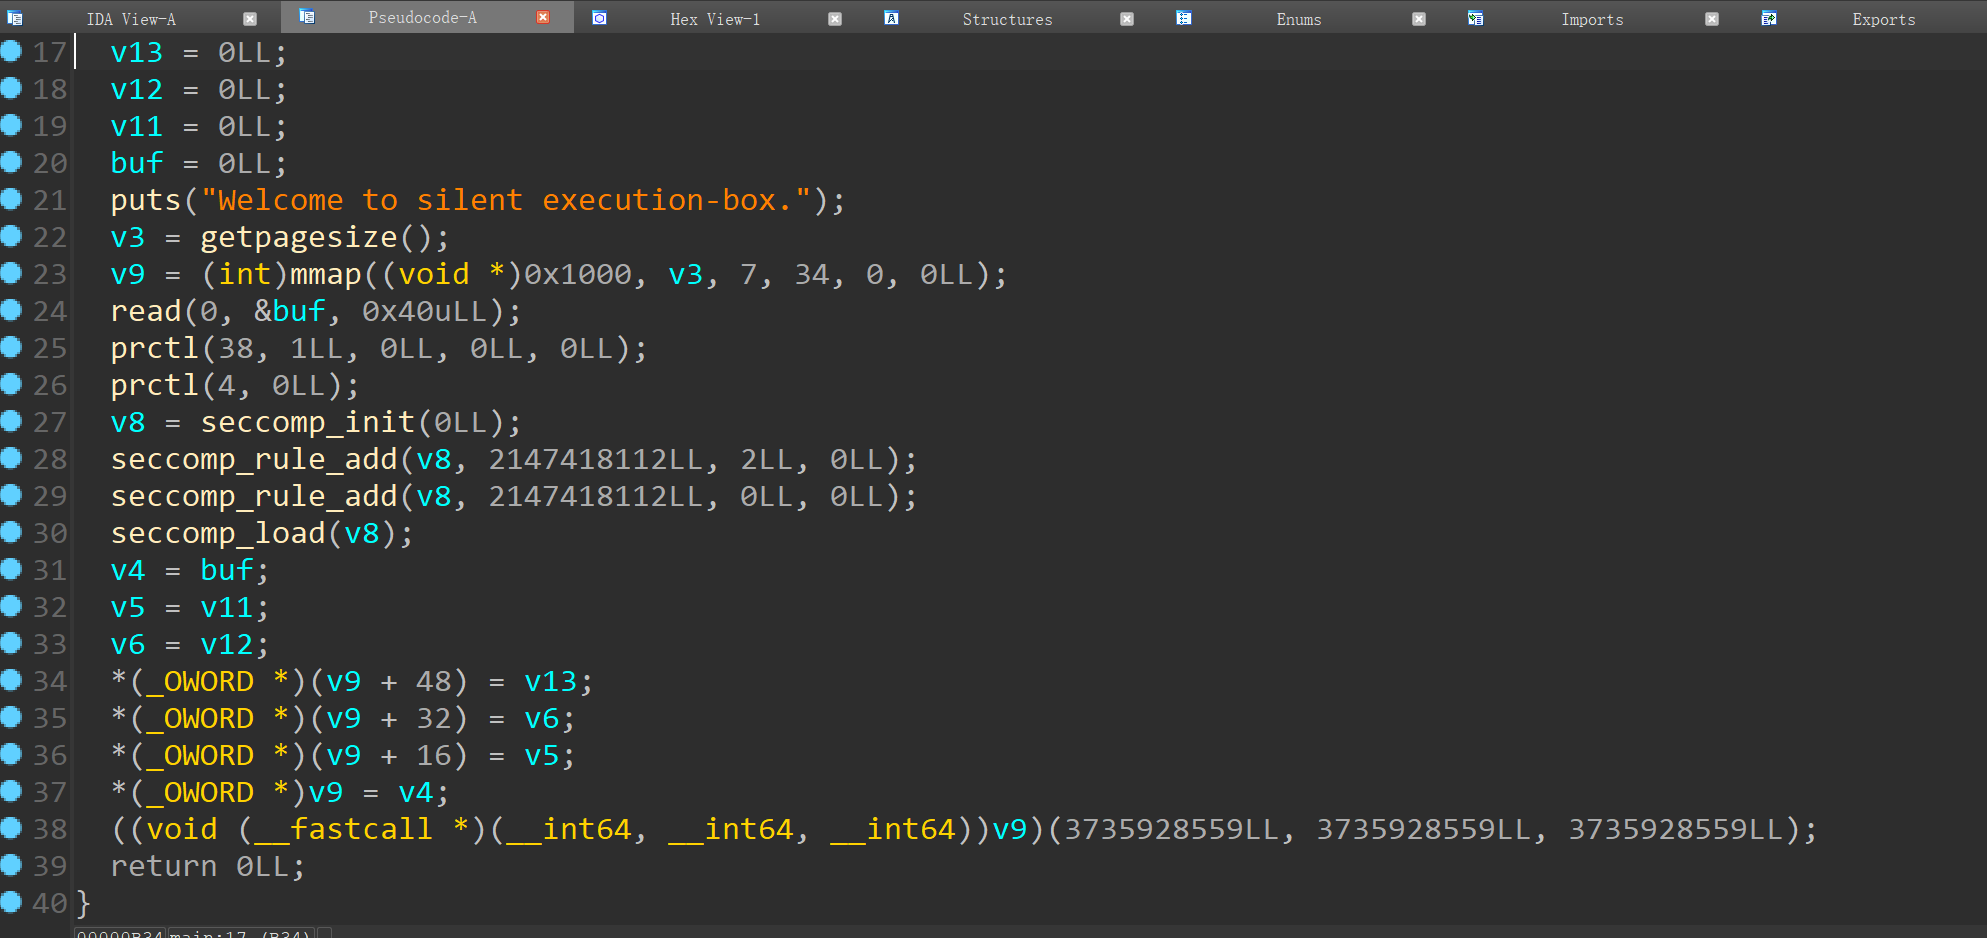 IDA View-A Pseudocode-A Hex View-1 Structures Enums Imports Exports
17 v13 = 0LL;
18 v12 = 0LL;
19 v11 = 0LL;
20 buf = 0LL;
21 puts("Welcome to silent execution-box.");
22 v3 = getpagesize();
23 v9 = (int)mmap((void *)0x1000, v3, 7, 34, 0, 0LL);
24 read(0, &buf, 0x40uLL);
25 prctl(38, 1LL, 0LL, 0LL, 0LL);
26 prctl(4, 0LL);
27 v8 = seccomp_init(0LL);
28 seccomp_rule_add(v8, 2147418112LL, 2LL, 0LL);
29 seccomp_rule_add(v8, 2147418112LL, 0LL, 0LL);
30 seccomp_load(v8);
31 v4 = buf;
32 v5 = v11;
33 v6 = v12;
34 *(_OWORD *)(v9 + 48) = v13;
35 *(_OWORD *)(v9 + 32) = v6;
36 *(_OWORD *)(v9 + 16) = v5;
37 *(_OWORD *)v9 = v4;
38 ((void (__fastcall *)(__int64, __int64, __int64))v9)(3735928559LL, 3735928559LL, 3735928559LL);
39 return 0LL;
40 }
00000B34 main:17 (B34)